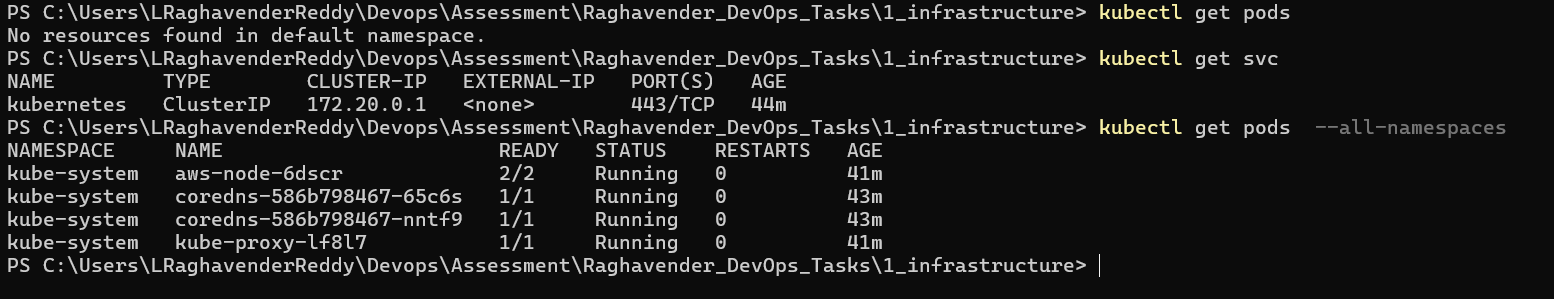 PS C:\Users\LRaghavenderReddy\Devops\Assessment\Raghavender_DevOps_Tasks\1_infrastructure> kubectl get pods
No resources found in default namespace.
PS C:\Users\LRaghavenderReddy\Devops\Assessment\Raghavender_DevOps_Tasks\1_infrastructure> kubectl get svc
NAME         TYPE        CLUSTER-IP   EXTERNAL-IP   PORT(S)   AGE
kubernetes   ClusterIP   172.20.0.1   <none>        443/TCP   44m
PS C:\Users\LRaghavenderReddy\Devops\Assessment\Raghavender_DevOps_Tasks\1_infrastructure> kubectl get pods  --all-namespaces
NAMESPACE     NAME                       READY   STATUS    RESTARTS   AGE
kube-system   aws-node-6dscr             2/2     Running   0          41m
kube-system   coredns-586b798467-65c6s   1/1     Running   0          43m
kube-system   coredns-586b798467-nntf9   1/1     Running   0          43m
kube-system   kube-proxy-lf8l7           1/1     Running   0          41m
PS C:\Users\LRaghavenderReddy\Devops\Assessment\Raghavender_DevOps_Tasks\1_infrastructure>